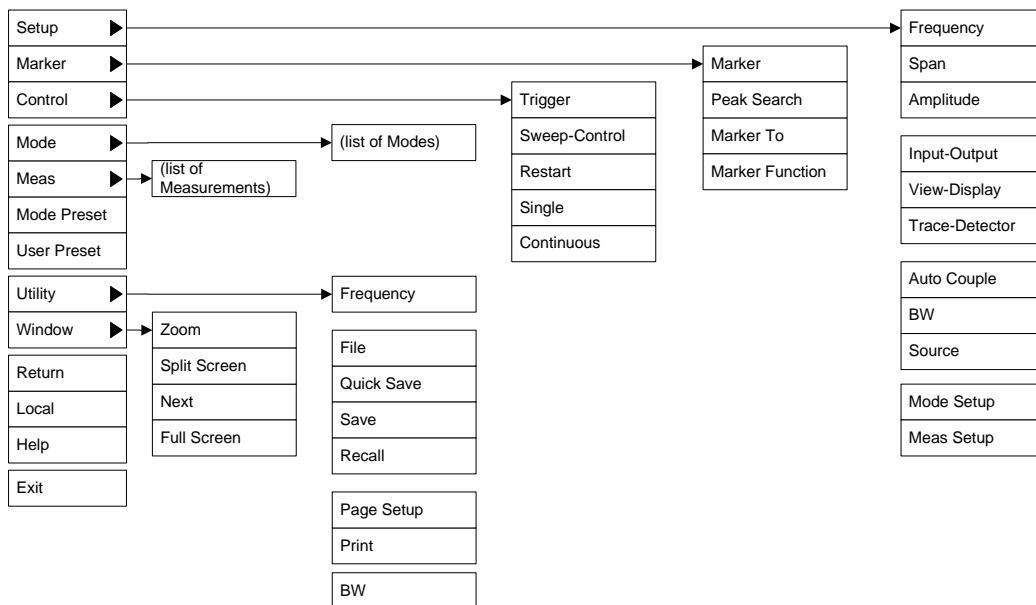 Setup
Marker
Control
Mode
Meas
Mode Preset
User Preset
Utility
Window
Return
Local
Help
Exit
(list of
Measurements)
Zoom
Split Screen
Next
Full Screen
(list of Modes)
Frequency
File
Quick Save
Save
Recall
Page Setup
Print
BW
Trigger
Sweep-Control
Restart
Single
Continuous
Marker
Peak Search
Marker To
Marker Function
Frequency
Span
Amplitude
Input-Output
View-Display
Trace-Detector
Auto Couple
BW
Source
Mode Setup
Meas Setup